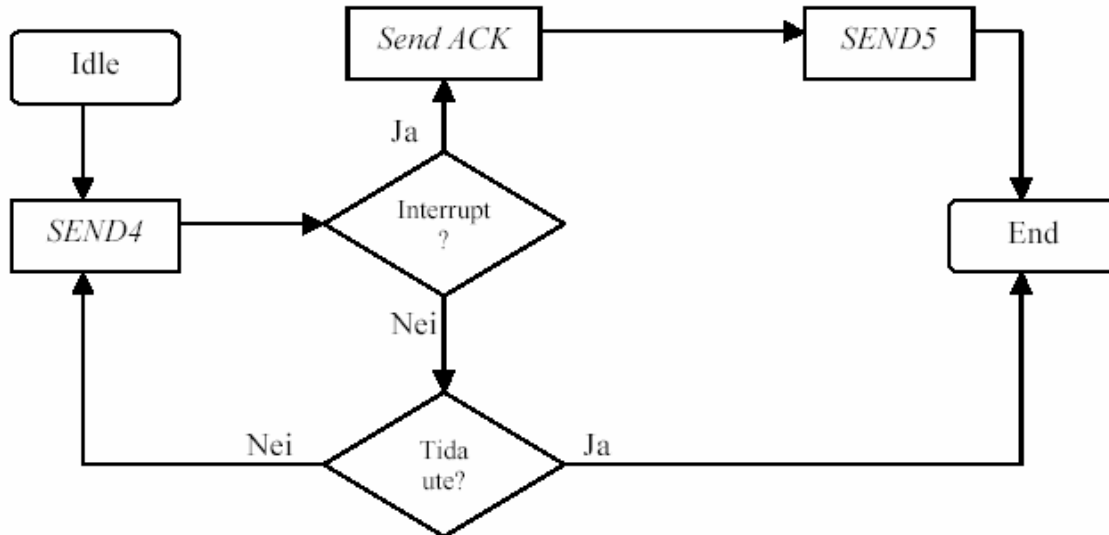 Idle
Send ACK
SEND5
Ja
SEND4
Interrupt
?
End
Nei
Nei
Tida
ute?
Ja